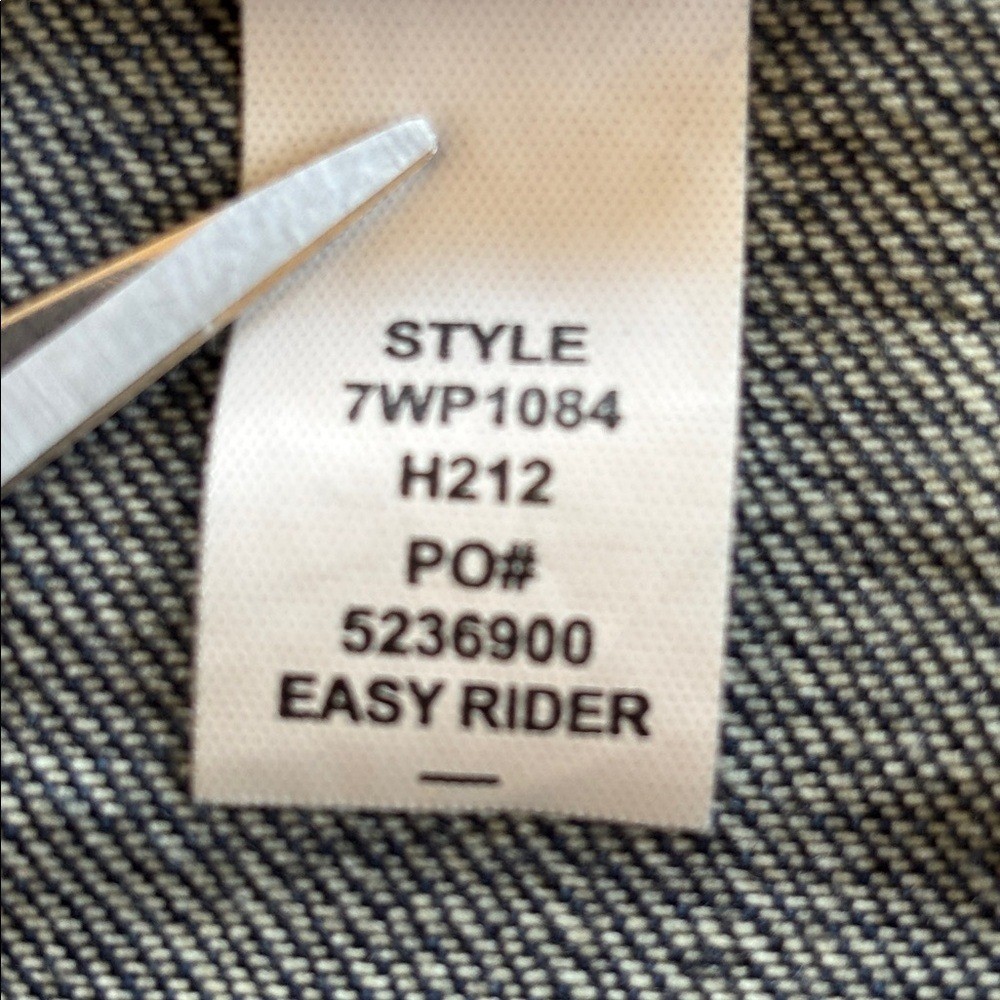 STYLE
7WP1084
H212
PO#
5236900
EASY RIDER